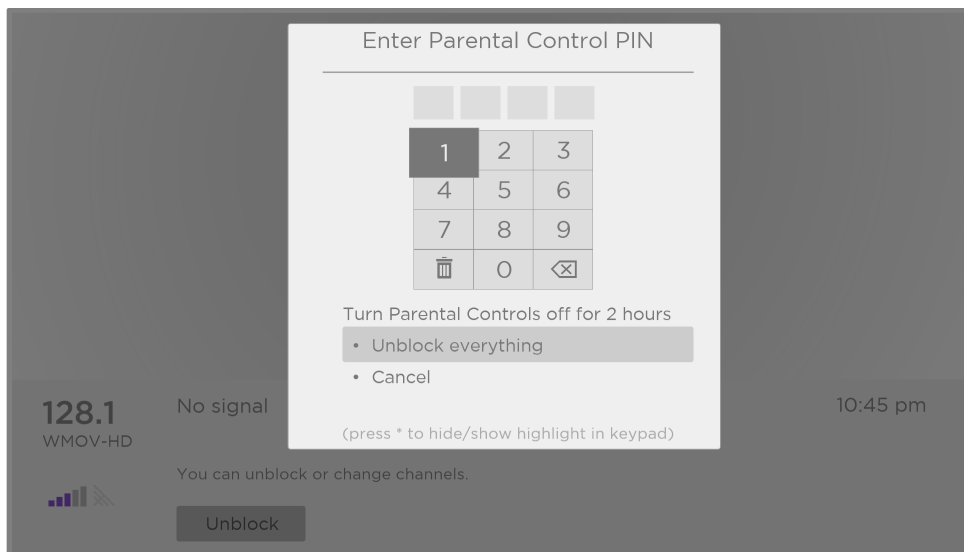 Enter Parental Control PIN
1 2 3
4 5 6
7 8 9
0
Turn Parental Controls off for 2 hours
• Unblock everything
• Cancel
(press * to hide/show highlight in keypad)
128.1 No signal 10:45 pm
WMOV-HD
You can unblock or change channels.
Unblock